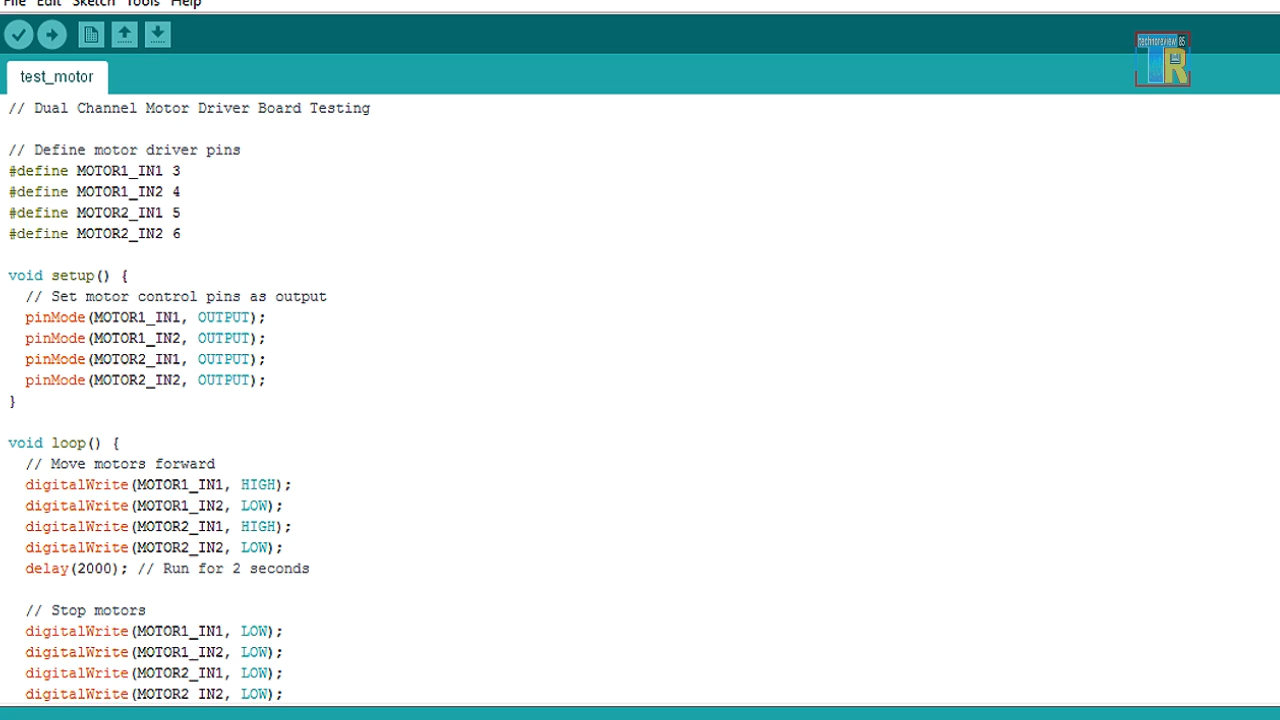 File Edit Sketch Tools Help
technoreview 85
TR
test_motor
// Dual Channel Motor Driver Board Testing
// Define motor driver pins
#define MOTOR1_IN1 3
#define MOTOR1_IN2 4
#define MOTOR2_IN1 5
#define MOTOR2_IN2 6
void setup() {
// Set motor control pins as output
pinMode(MOTOR1_IN1, OUTPUT);
pinMode(MOTOR1_IN2, OUTPUT);
pinMode(MOTOR2_IN1, OUTPUT);
pinMode(MOTOR2_IN2, OUTPUT);
}
void loop() {
// Move motors forward
digitalWrite(MOTOR1_IN1, HIGH);
digitalWrite(MOTOR1_IN2, LOW);
digitalWrite(MOTOR2_IN1, HIGH);
digitalWrite(MOTOR2_IN2, LOW);
delay(2000); // Run for 2 seconds
// Stop motors
digitalWrite(MOTOR1_IN1, LOW);
digitalWrite(MOTOR1_IN2, LOW);
digitalWrite(MOTOR2_IN1, LOW);
digitalWrite(MOTOR2_IN2, LOW);